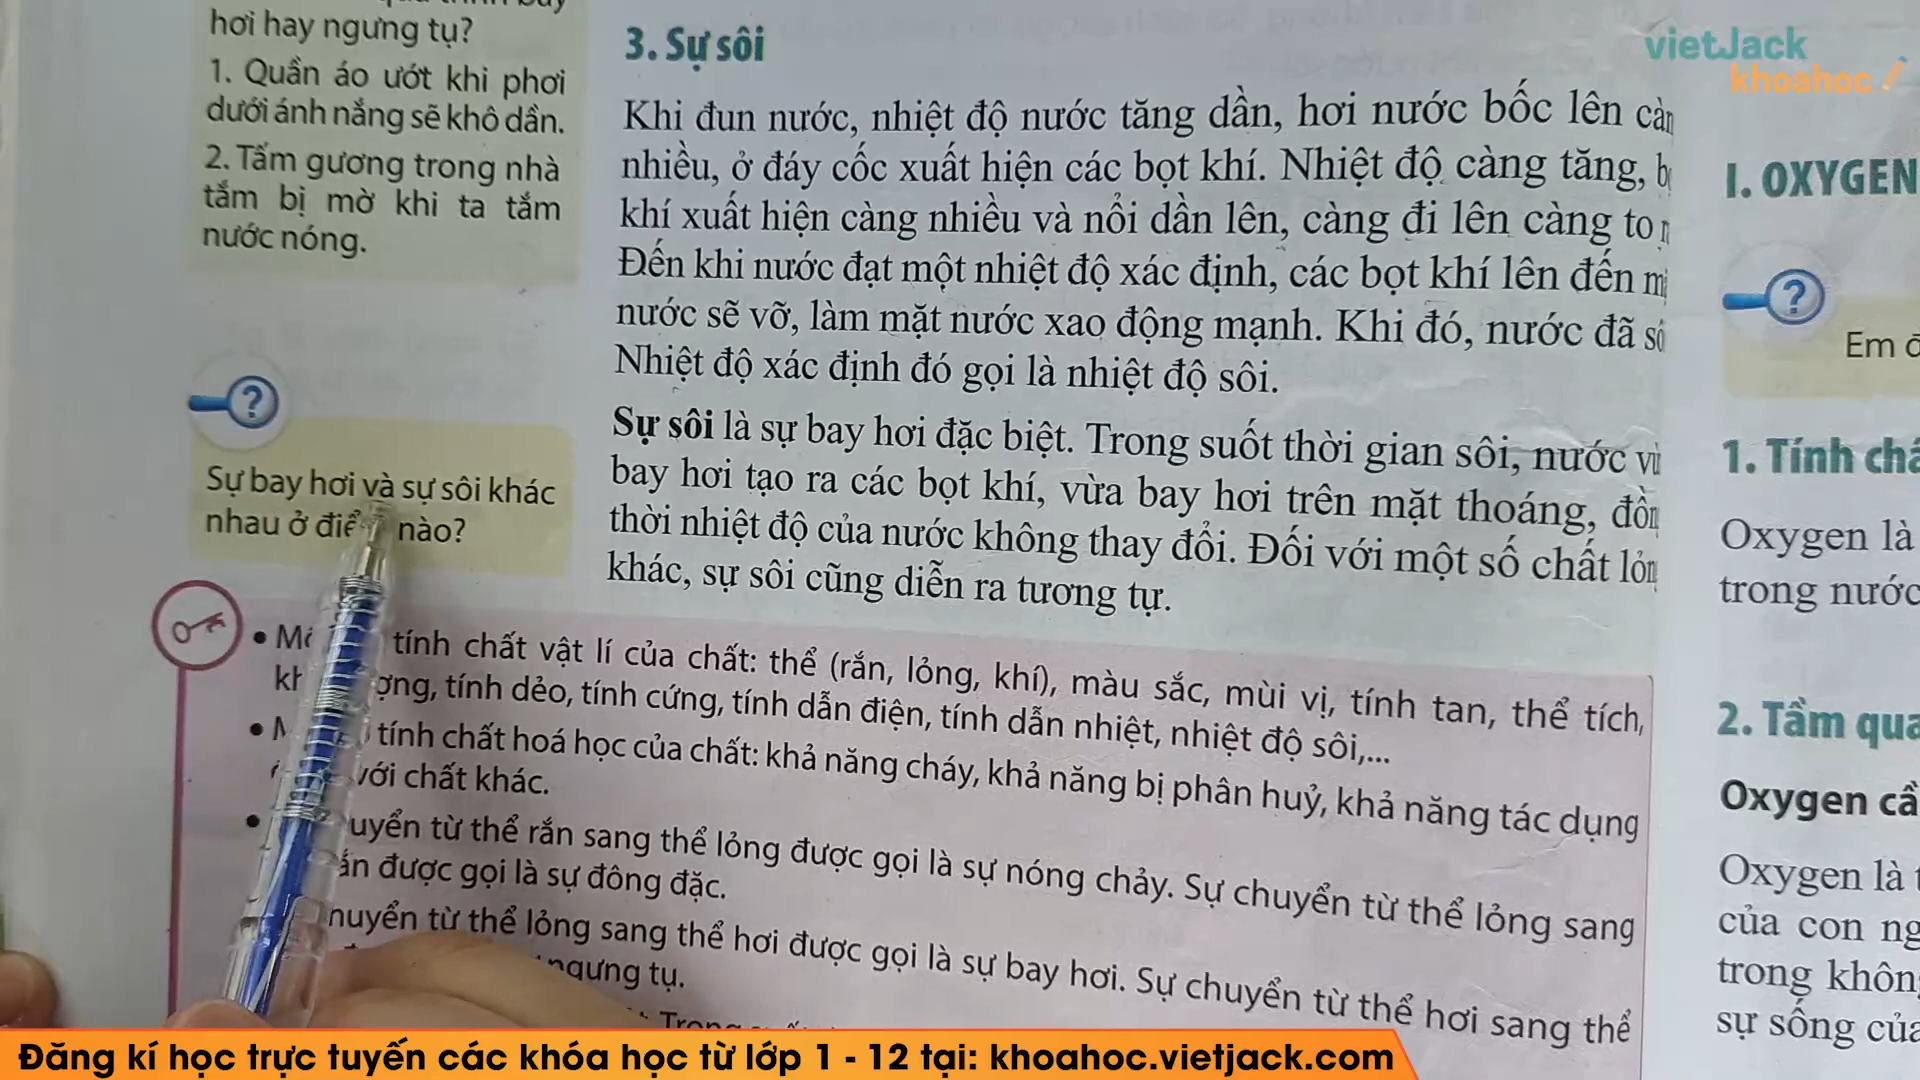 hơi hay ngưng tụ?
1. Quần áo ướt khi phơi
dưới ánh nắng sẽ khô dần.
2. Tấm gương trong nhà
tắm bị mờ khi ta tắm
nước nóng.
Sự bay hơi và sự sôi khác
nhau ở nào?
3. Sự sôi
Khi đun nước, nhiệt độ nước tăng dần, hơi nước bốc lên càn
nhiều, ở đáy cốc xuất hiện các bọt khí. Nhiệt độ càng tăng,
khí xuất hiện càng nhiều và nổi dần lên, càng đi lên càng to
Đến khi nước đạt một nhiệt độ xác định, các bọt khí lên đến
nước sẽ vỡ, làm mặt nước xao động mạnh. Khi đó, nước đã
Nhiệt độ xác định đó gọi là nhiệt độ sôi.
Sự sôi là sự bay hơi đặc biệt. Trong suốt thời gian sôi, nước
bay hơi tạo ra các bọt khí, vừa bay hơi trên mặt thoáng, đồn
thời nhiệt độ của nước không thay đổi. Đối với một số chất lỏn
khác, sự sôi cũng diễn ra tương tự.
• tính chất vật lí của chất: thể (rắn, lỏng, khí), màu sắc, mùi vị, tính tan, thể tích,
ợng, tính dẻo, tính cứng, tính dẫn điện, tính dẫn nhiệt, nhiệt độ sôi,...
• tính chất hoá học của chất: khả năng cháy, khả năng bị phân huỷ, khả năng tác dụng
với chất khác.
• uyển từ thể rắn sang thể lỏng được gọi là sự nóng chảy. Sự chuyển từ thể lỏng sang
ắn được gọi là sự đông đặc.
huyển từ thể lỏng sang thể hơi được gọi là sự bay hơi. Sự chuyển từ thể hơi sang thể
ngưng tụ.
vietJack
khoahoc
I. OXYGEN
Em
1. Tính chấ
Oxygen là
trong nước
2. Tầm qua
Oxygen cầ
Oxygen là
của con ng
trong khôn
sự sống của
Đăng kí học trực tuyến các khóa học từ lớp 1 - 12 tại: khoahoc.vietjack.com